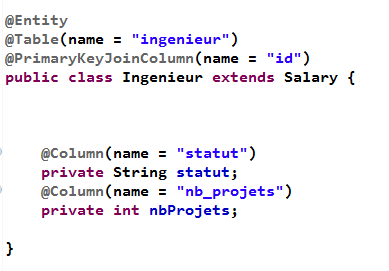 @Entity
@Table(name = "ingenieur")
@PrimaryKeyJoinColumn(name = "id")
public class Ingenieur extends Salary {
@Column(name = "statut")
private String statut;
@Column(name = "nb_projets")
private int nbProjets;
}